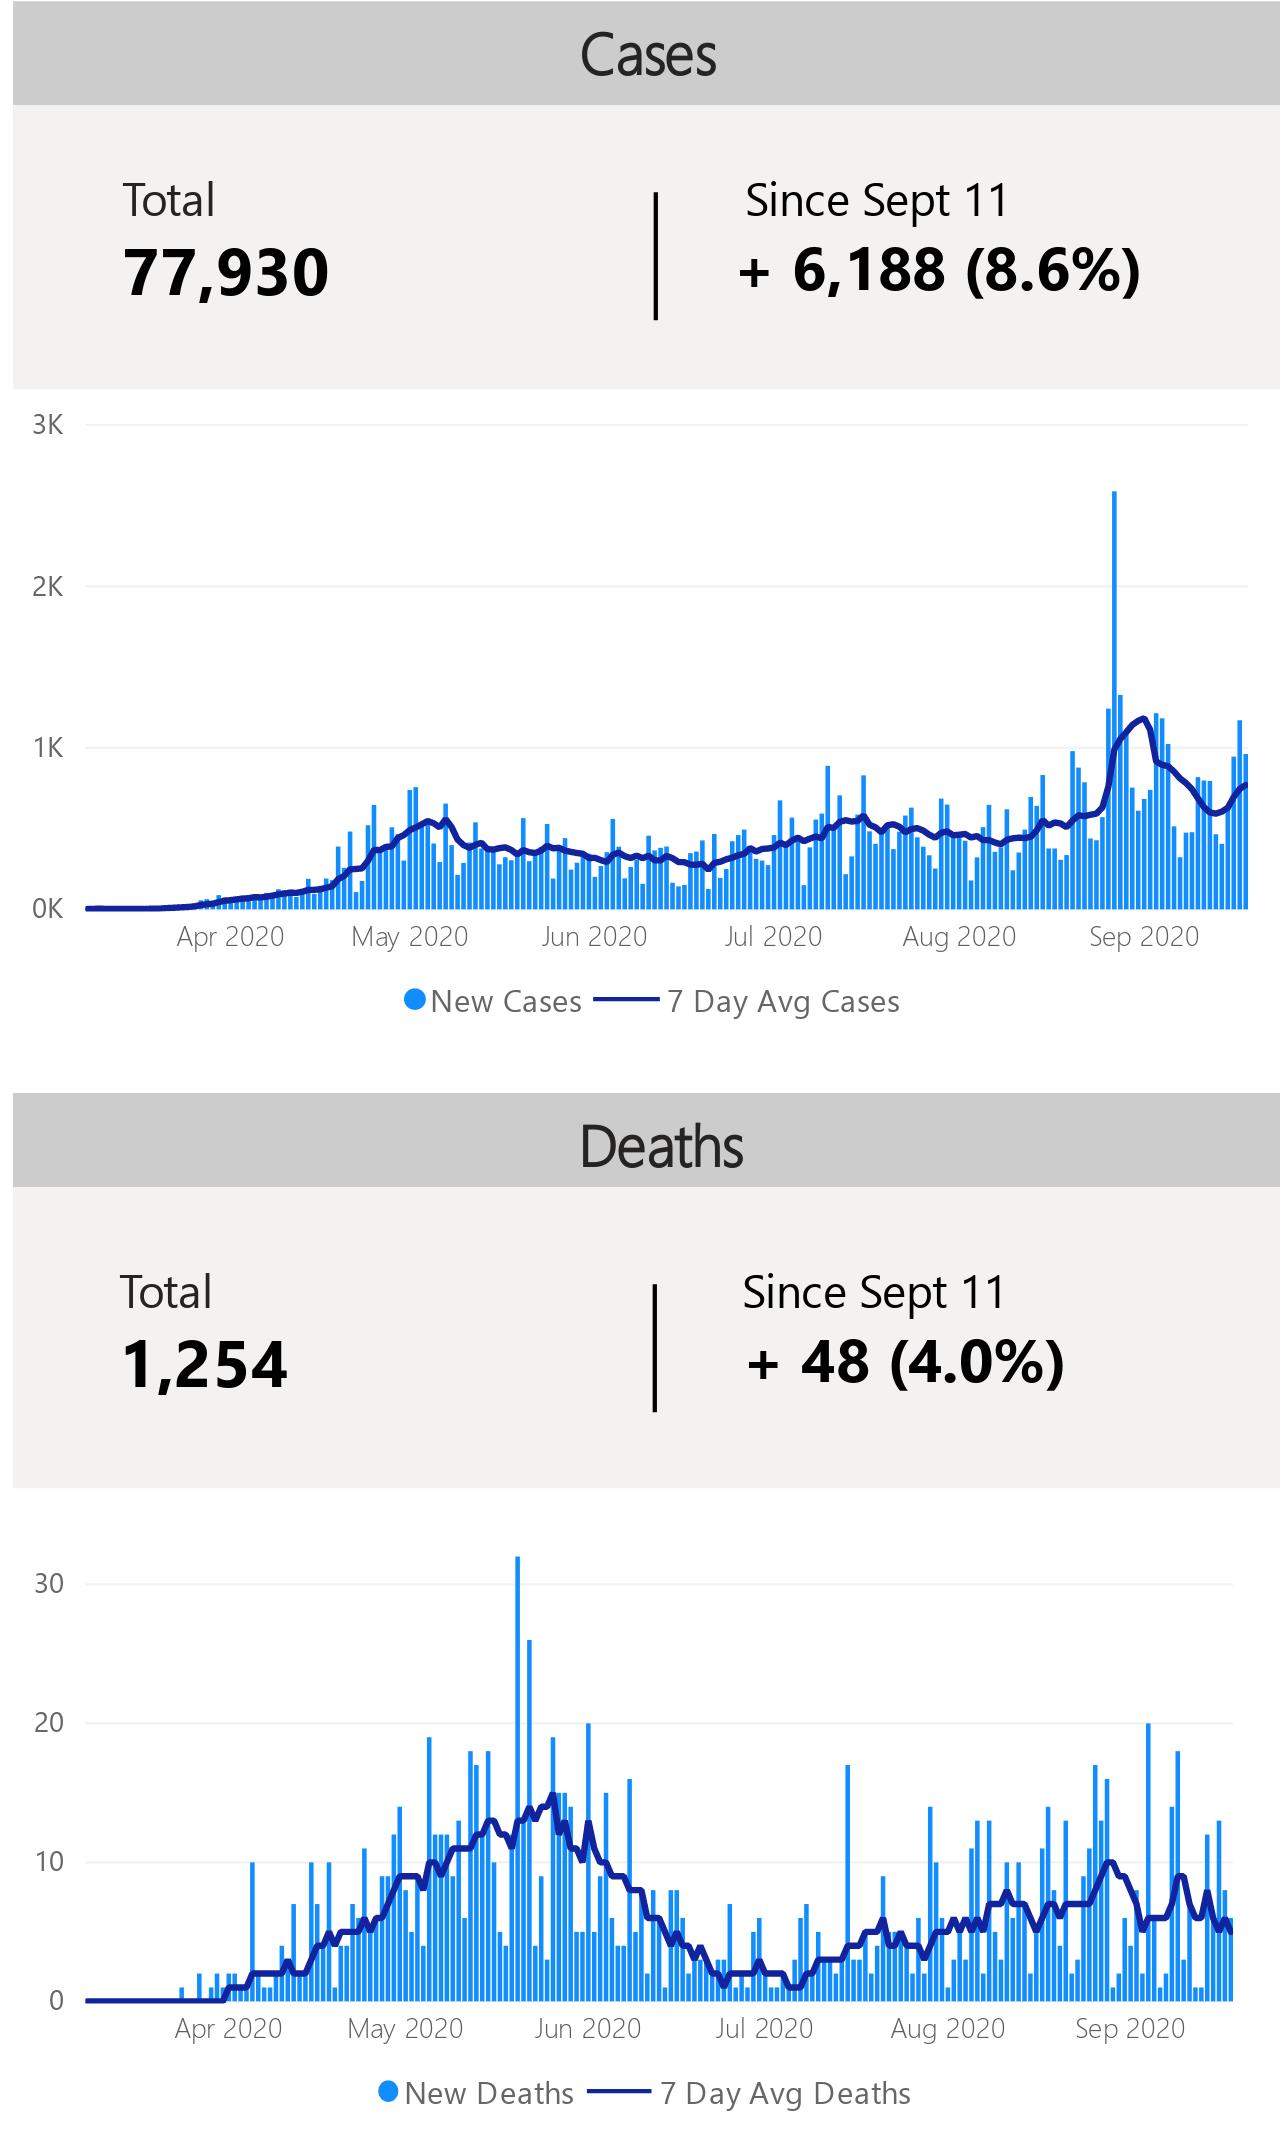 Cases
Total
Since Sept 11
77,930
+ 6,188 (8.6%)
3K
2K
1K
0K
Apr 2020 May 2020 Jun 2020 Jul 2020 Aug 2020 Sep 2020
New Cases 7 Day Avg Cases
Deaths
Total
Since Sept 11
1,254
+ 48 (4.0%)
30
20
10
0
Apr 2020 May 2020 Jun 2020 Jul 2020 Aug 2020 Sep 2020
New Deaths 7 Day Avg Deaths